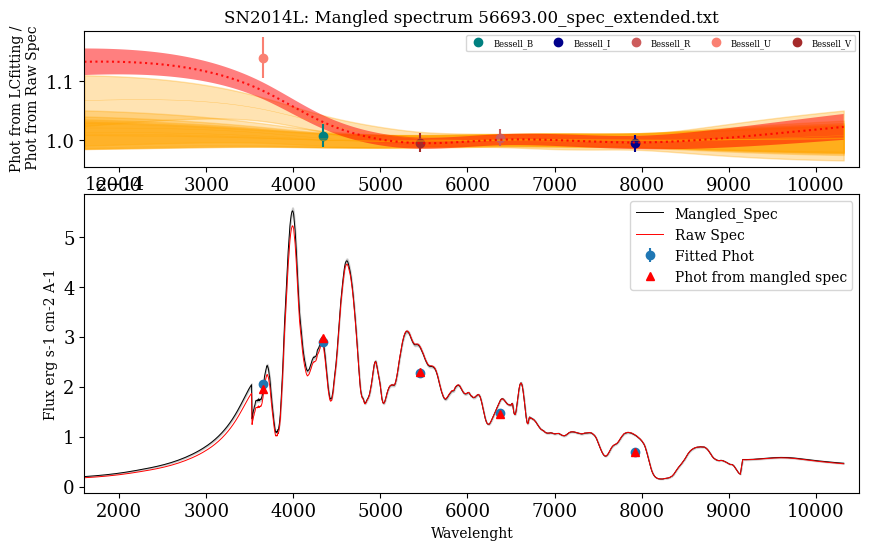 SN2014L: Mangled spectrum 56693.00_spec_extended.txt
Phot from LCfitting /
Phot from Raw Spec
Bessell_B Bessell_I Bessell_R Bessell_U Bessell_V
1.1
1.0
2000 3000 4000 5000 6000 7000 8000 9000 10000
1e−14
Mangled_Spec
Raw Spec
Fitted Phot
Phot from mangled spec
Flux erg s-1 cm-2 A-1
5
4
3
2
1
0
2000 3000 4000 5000 6000 7000 8000 9000 10000
Wavelenght